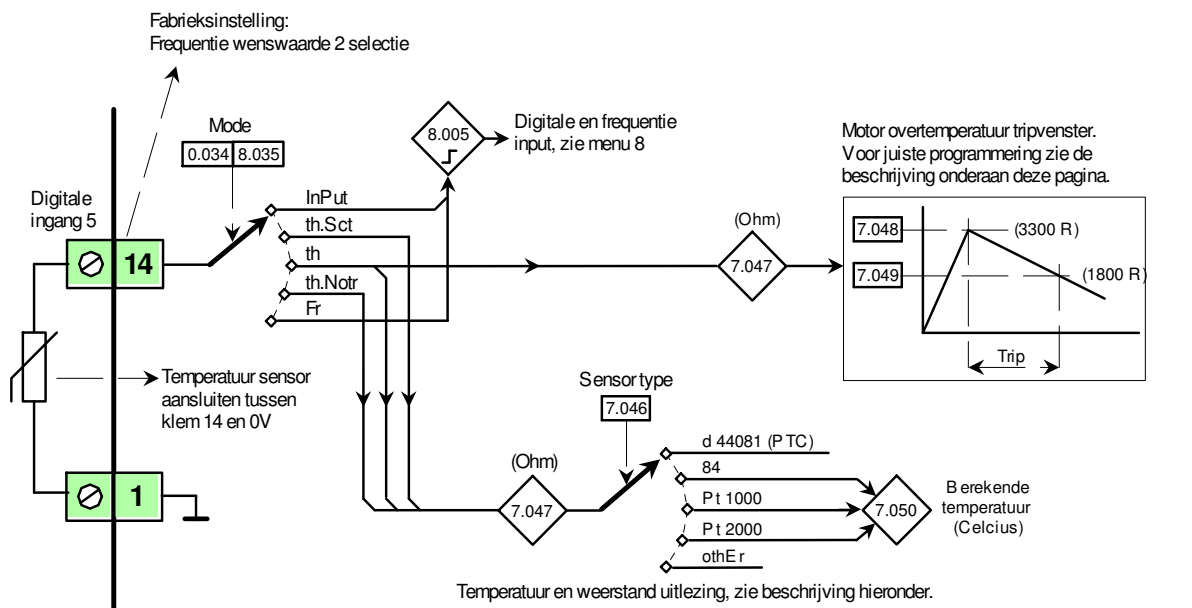 Fabrieksinstelling:
Frequentie wenswaarde 2 selectie
Mode
0.034 8.035
8.005
Digitale en frequentie
input, zie menu 8
Motor overtemperatuur tripvenster.
Voor juiste programmering zie de
beschrijving onderaan deze pagina.
Digitale
ingang 5
14
InPut
th.Sct
th
th.Notr
Fr
(Ohm)
7.047
7.048
(3300 R)
7.049
(1800 R)
Trip
Temperatuur sensor
aansluiten tussen
klem 14 en 0V
1
Sensor type
7.046
(Ohm)
7.047
d 44081 (PTC)
84
Pt 1000
Pt 2000
othEr
7.050
Berekende
temperatuur
(Celcius)
Temperatuur en weerstand uitlezing, zie beschrijving hieronder.